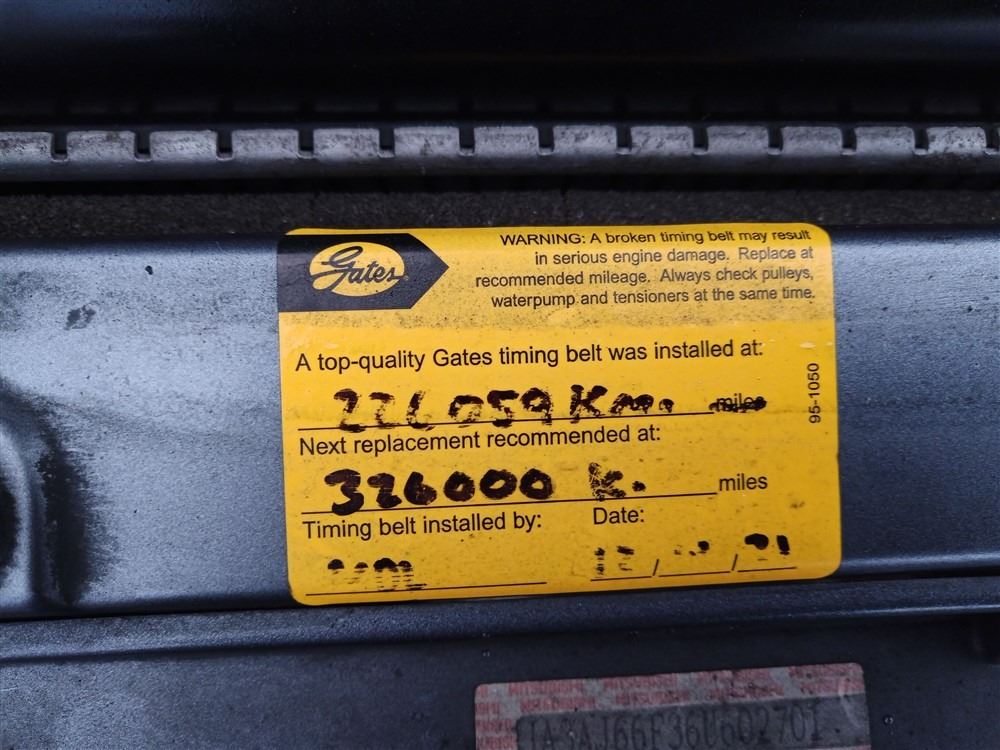 Gates
WARNING: A broken timing belt may result
in serious engine damage. Replace at
recommended mileage. Always check pulleys,
waterpump and tensioners at the same time.
A top-quality Gates timing belt was installed at:
226059 Km. miles
95-1050
Next replacement recommended at:
326000 K. miles
Timing belt installed by: Date: